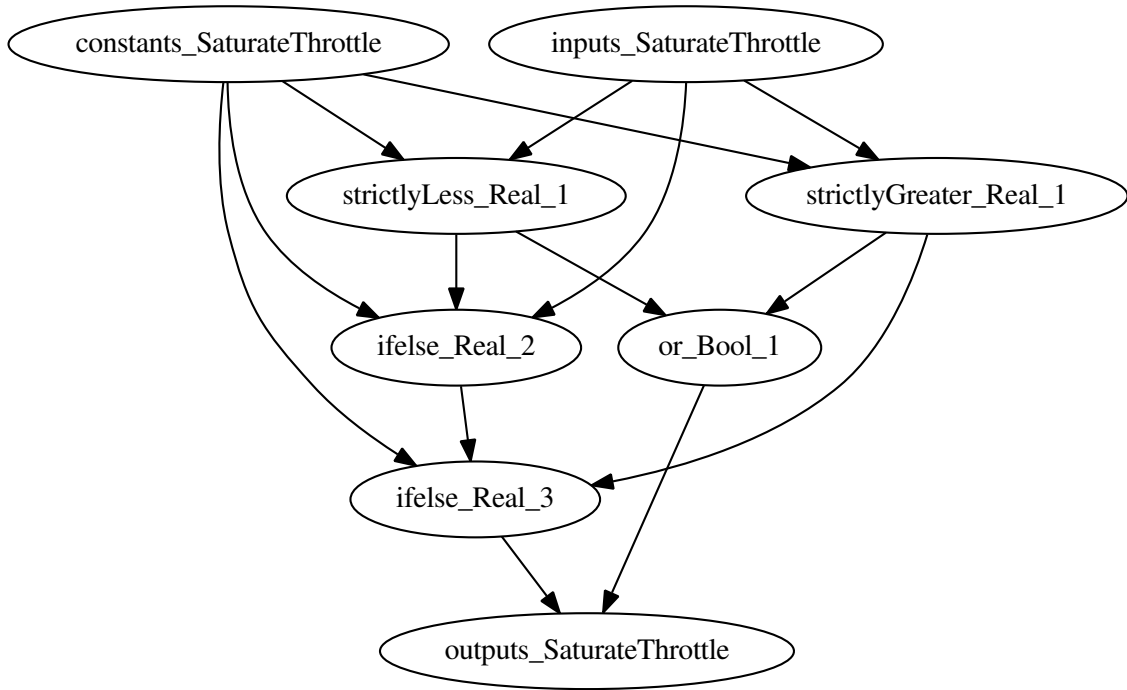 constants_SaturateThrottle
inputs_SaturateThrottle
strictlyLess_Real_1
strictlyGreater_Real_1
ifelse_Real_2
or_Bool_1
ifelse_Real_3
outputs_SaturateThrottle